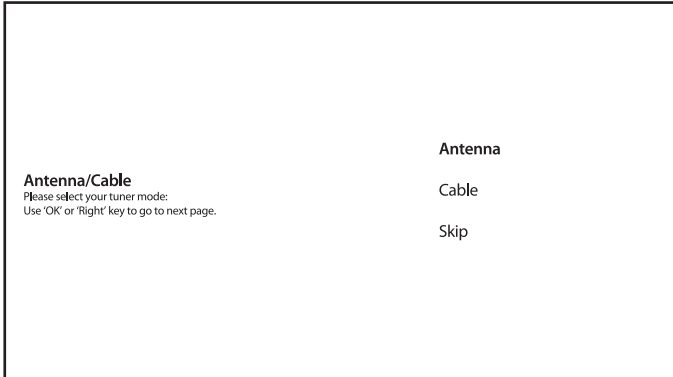 Antenna/Cable
Please select your tuner mode:
Use ‘OK’ or ‘Right’ key to go to next page.
Antenna
Cable
Skip